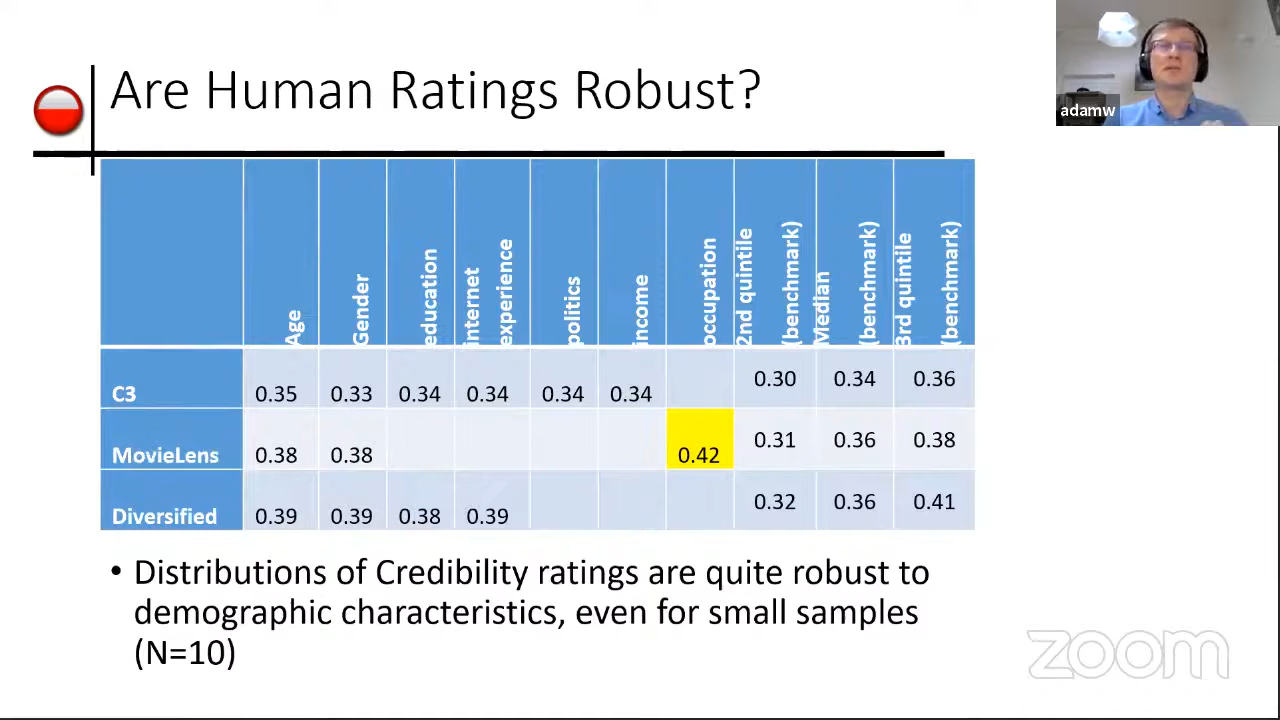 Are Human Ratings Robust?
adamw
Age
Gender
education
internet
experience
politics
income
occupation
2nd quintile
(benchmark)
Median
(benchmark)
3rd quintile
(benchmark)
C3 0.35 0.33 0.34 0.34 0.34 0.34 0.30 0.34 0.36
MovieLens 0.38 0.38 0.42 0.31 0.36 0.38
Diversified 0.39 0.39 0.38 0.39 0.32 0.36 0.41
• Distributions of Credibility ratings are quite robust to
demographic characteristics, even for small samples
(N=10)
zoom